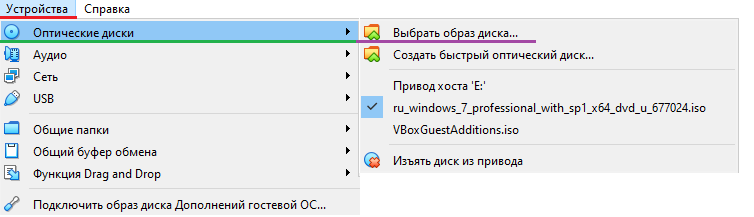 Устройства Справка
Оптические диски
Аудио
Сеть
USB
Общие папки
Общий буфер обмена
Функция Drag and Drop
Подключить образ диска Дополнений гостевой ОС...
Выбрать образ диска...
Создать быстрый оптический диск...
Привод хоста 'E:'
ru_windows_7_professional_with_sp1_x64_dvd_u_677024.iso
VBoxGuestAdditions.iso
Изъять диск из привода